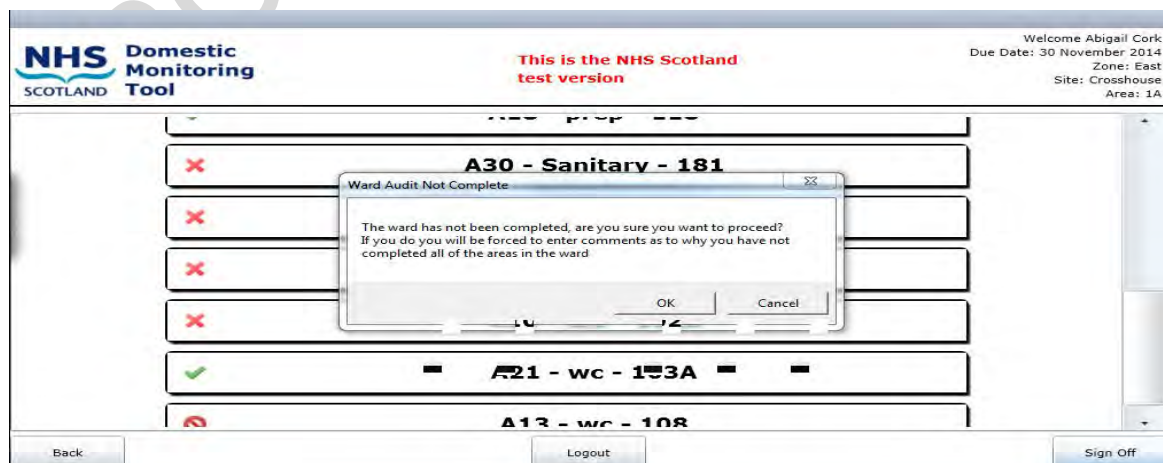 NHS
SCOTLAND
Domestic
Monitoring
Tool
This is the NHS Scotland
test version
Welcome Abigail Cork
Due Date: 30 November 2014
Zone: East
Site: Crosshouse
Area: 1A
A30 - Sanitary - 181
Ward Audit Not Complete
The ward has not been completed, are you sure you want to proceed?
If you do you will be forced to enter comments as to why you have not
completed all of the areas in the ward
OK Cancel
A21 - wc -
A13 - wc - 108
Back Logout Sign Off